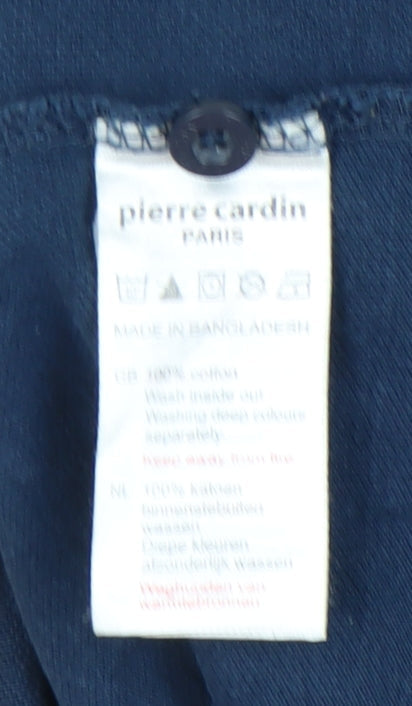 pierre cardin
PARIS
MADE IN BANGLADESH
GB 100% cotton
Wash inside out
Washing deep colours
separately
Keep away from fire
NL 100% katoen
binnenstebuiten
wassen
Diepe kleuren
afzonderlijk wassen
Weghouden van
warmtebronnen